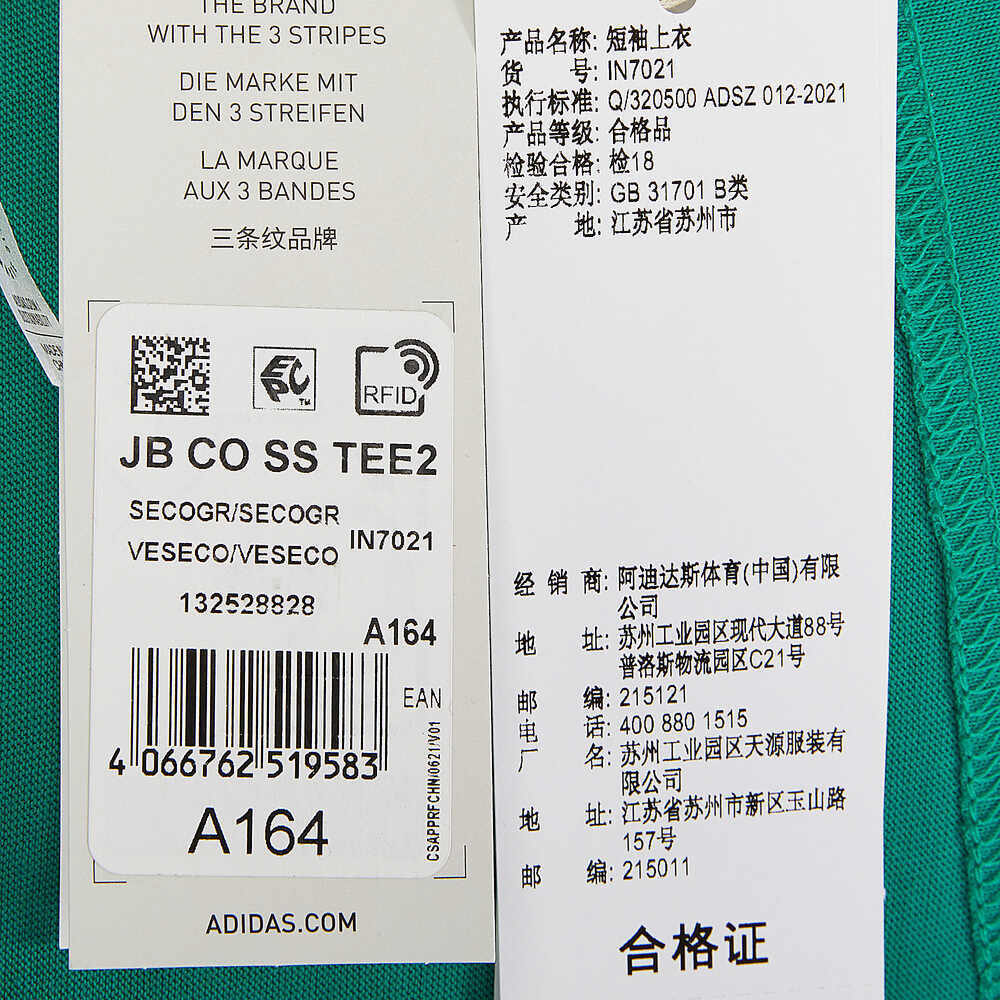 THE BRAND
WITH THE 3 STRIPES
DIE MARKE MIT
DEN 3 STREIFEN
LA MARQUE
AUX 3 BANDES
三条纹品牌
EPC
TM
RFID
JB CO SS TEE2
SECOGR/SECOGR
VESECO/VESECO
IN7021
132528828
A164
EAN
4 066762 519583
CSAPPRFCHN/0621/V01
A164
ADIDAS.COM
产品名称: 短袖上衣
货 号: IN7021
执行标准: Q/320500 ADSZ 012-2021
产品等级: 合格品
检验合格: 检18
安全类别: GB 31701 B类
产 地: 江苏省苏州市
经 销 商: 阿迪达斯体育(中国)有限
公司
地 址: 苏州工业园区现代大道88号
普洛斯物流园区C21号
邮 编: 215121
电 话: 400 880 1515
厂 名: 苏州工业园区天源服装有
限公司
地 址: 江苏省苏州市新区玉山路
157号
邮 编: 215011
合格证